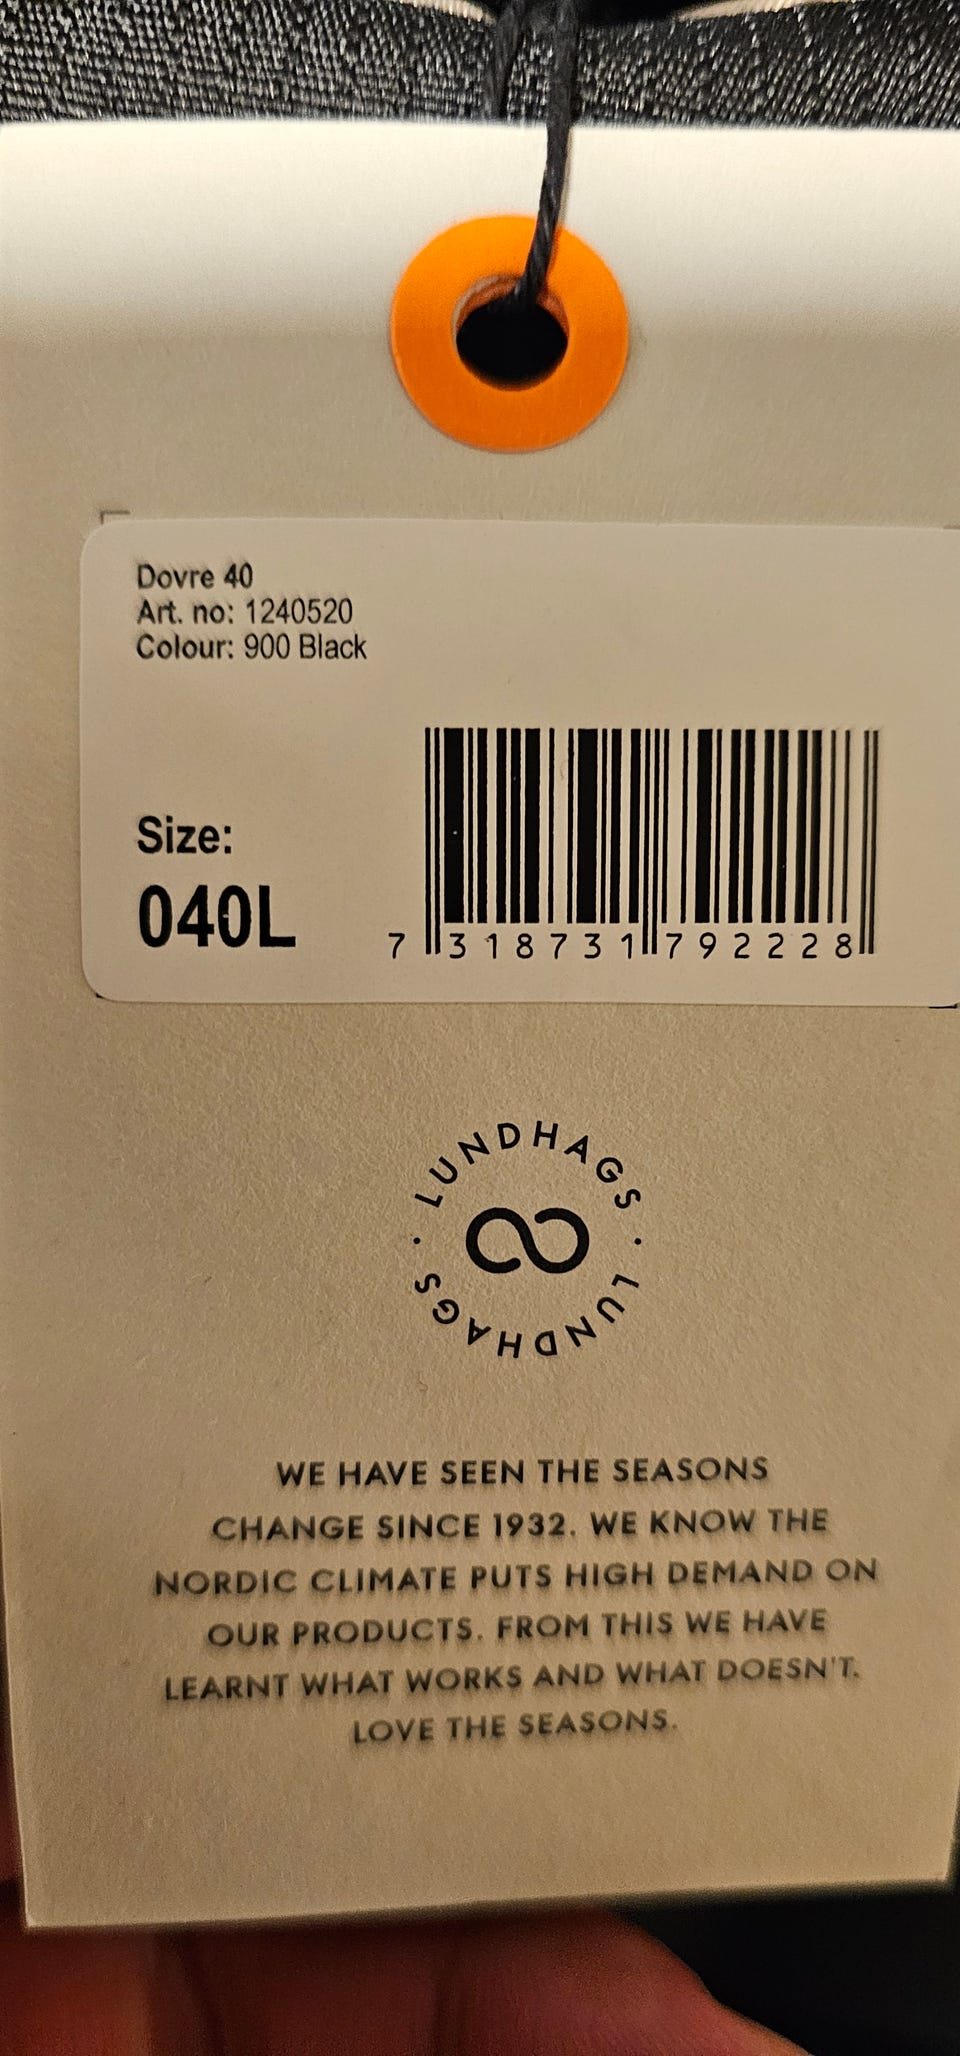 Dovre 40
Art. no: 1240520
Colour: 900 Black
Size:
040L
7 318731 792228
LUNDHAGS · LUNDHAGS ·
WE HAVE SEEN THE SEASONS
CHANGE SINCE 1932. WE KNOW THE
NORDIC CLIMATE PUTS HIGH DEMAND ON
OUR PRODUCTS. FROM THIS WE HAVE
LEARNT WHAT WORKS AND WHAT DOESN'T.
LOVE THE SEASONS.